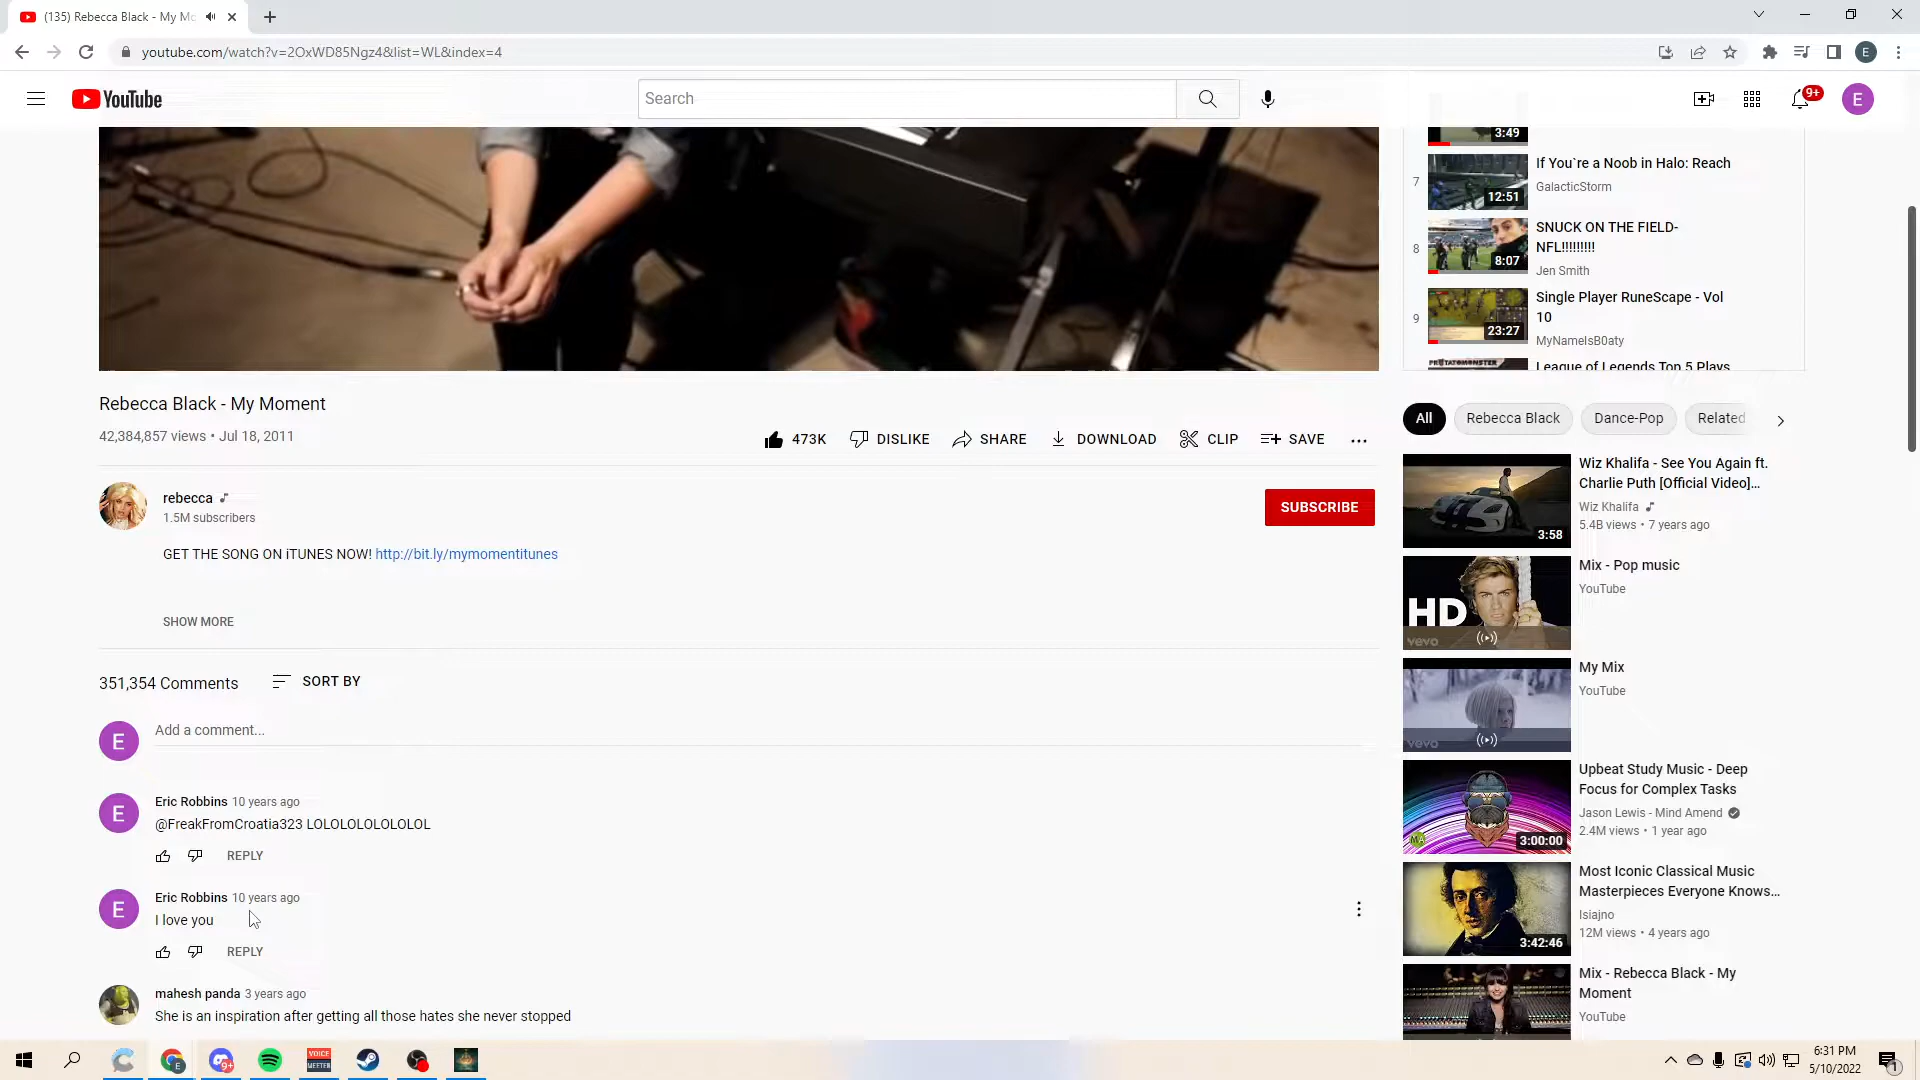 (135) Rebecca Black - My Mo
youtube.com/watch?v=2OxWD85Ngz4&list=WL&index=4
E
YouTube
Search
9+
E
3:49
7
12:51
If You`re a Noob in Halo: Reach
GalacticStorm
8
8:07
SNUCK ON THE FIELD-
NFL!!!!!!!!!
Jen Smith
9
23:27
Single Player RuneScape - Vol
10
MyNameIsB0aty
League of Legends Top 5 Plays
Rebecca Black - My Moment
42,384,857 views • Jul 18, 2011
473K
DISLIKE
SHARE
DOWNLOAD
CLIP
SAVE
rebecca
1.5M subscribers
SUBSCRIBE
GET THE SONG ON iTUNES NOW! http://bit.ly/mymomentitunes
SHOW MORE
351,354 Comments
SORT BY
E
Add a comment...
E
Eric Robbins 10 years ago
@FreakFromCroatia323 LOLOLOLOLOLOLOL
REPLY
E
Eric Robbins 10 years ago
I love you
REPLY
mahesh panda 3 years ago
She is an inspiration after getting all those hates she never stopped
All
Rebecca Black
Dance-Pop
Related
3:58
Wiz Khalifa - See You Again ft.
Charlie Puth [Official Video]...
Wiz Khalifa
5.4B views • 7 years ago
HD
vevo
Mix - Pop music
YouTube
vevo
My Mix
YouTube
3:00:00
Upbeat Study Music - Deep
Focus for Complex Tasks
Jason Lewis - Mind Amend
2.4M views • 1 year ago
3:42:46
Most Iconic Classical Music
Masterpieces Everyone Knows...
Isiajno
12M views • 4 years ago
Mix - Rebecca Black - My
Moment
YouTube
E
9+
VOICE
MEETER
6:31 PM
5/10/2022
1